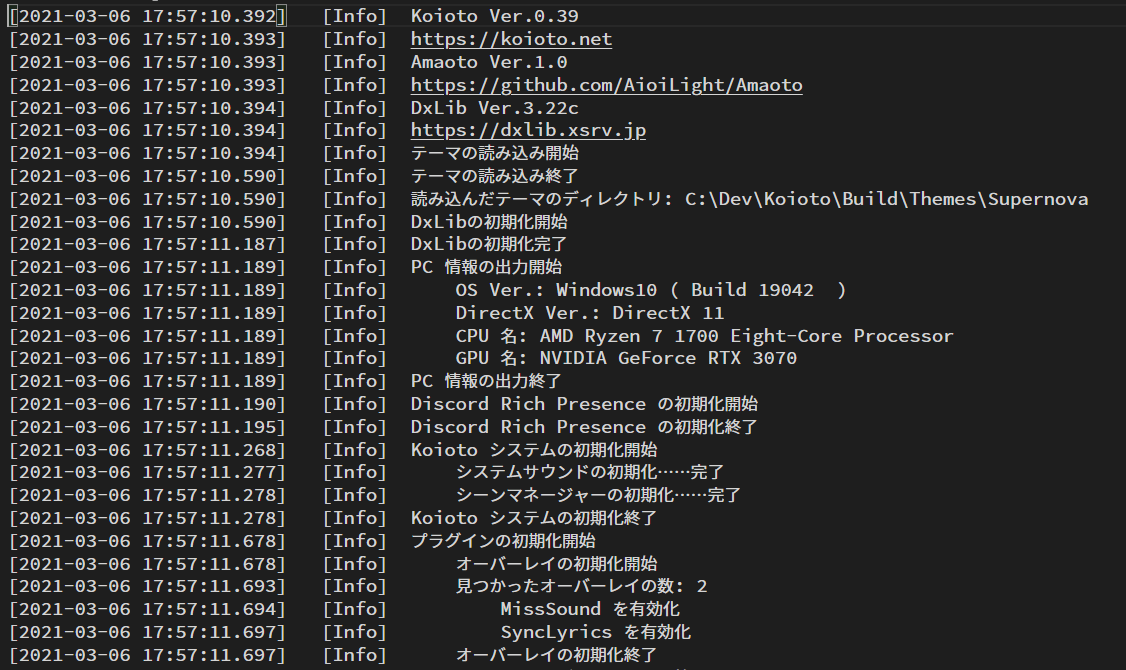 [2021-03-06 17:57:10.392] [Info] Koioto Ver.0.39
[2021-03-06 17:57:10.393] [Info] https://koioto.net
[2021-03-06 17:57:10.393] [Info] Amaoto Ver.1.0
[2021-03-06 17:57:10.393] [Info] https://github.com/AioiLight/Amaoto
[2021-03-06 17:57:10.394] [Info] DxLib Ver.3.22c
[2021-03-06 17:57:10.394] [Info] https://dxlib.xsrv.jp
[2021-03-06 17:57:10.394] [Info] テーマの読み込み開始
[2021-03-06 17:57:10.590] [Info] テーマの読み込み終了
[2021-03-06 17:57:10.590] [Info] 読み込んだテーマのディレクトリ: C:\Dev\Koioto\Build\Themes\Supernova
[2021-03-06 17:57:10.590] [Info] DxLibの初期化開始
[2021-03-06 17:57:11.187] [Info] DxLibの初期化完了
[2021-03-06 17:57:11.189] [Info] PC 情報の出力開始
[2021-03-06 17:57:11.189] [Info] OS Ver.: Windows10 ( Build 19042  )
[2021-03-06 17:57:11.189] [Info] DirectX Ver.: DirectX 11
[2021-03-06 17:57:11.189] [Info] CPU 名: AMD Ryzen 7 1700 Eight-Core Processor
[2021-03-06 17:57:11.189] [Info] GPU 名: NVIDIA GeForce RTX 3070
[2021-03-06 17:57:11.189] [Info] PC 情報の出力終了
[2021-03-06 17:57:11.190] [Info] Discord Rich Presence の初期化開始
[2021-03-06 17:57:11.195] [Info] Discord Rich Presence の初期化終了
[2021-03-06 17:57:11.268] [Info] Koioto システムの初期化開始
[2021-03-06 17:57:11.277] [Info] システムサウンドの初期化……完了
[2021-03-06 17:57:11.278] [Info] シーンマネージャーの初期化……完了
[2021-03-06 17:57:11.278] [Info] Koioto システムの初期化終了
[2021-03-06 17:57:11.678] [Info] プラグインの初期化開始
[2021-03-06 17:57:11.678] [Info] オーバーレイの初期化開始
[2021-03-06 17:57:11.693] [Info] 見つかったオーバーレイの数: 2
[2021-03-06 17:57:11.694] [Info] MissSound を有効化
[2021-03-06 17:57:11.697] [Info] SyncLyrics を有効化
[2021-03-06 17:57:11.697] [Info] オーバーレイの初期化終了